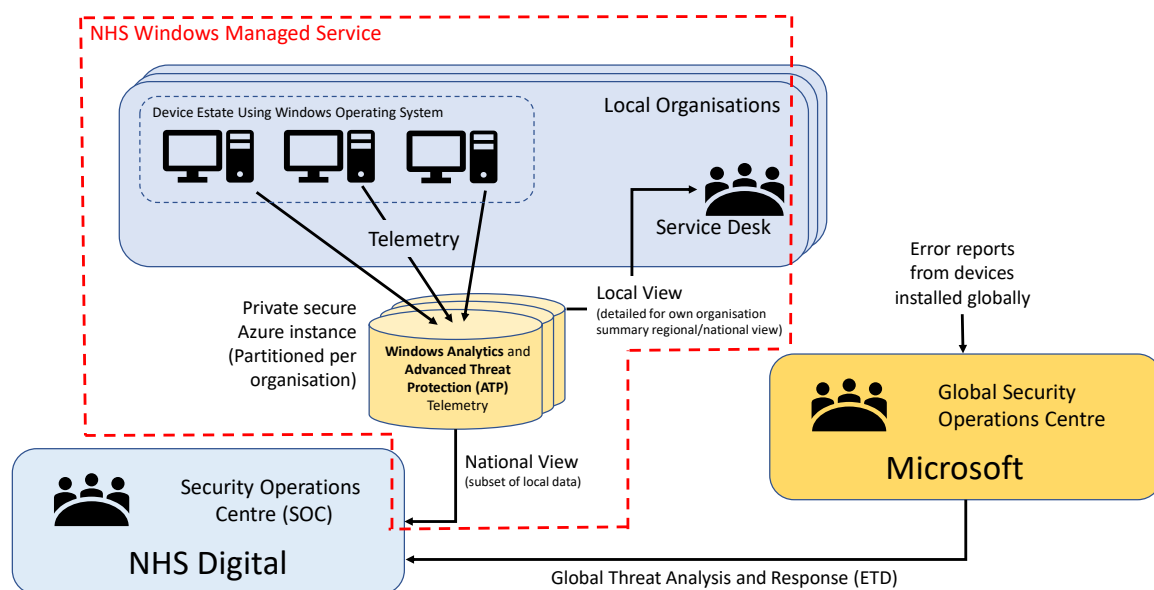 NHS Windows Managed Service
Device Estate Using Windows Operating System
Local Organisations
Service Desk
Telemetry
Private secure
Azure instance
(Partitioned per
organisation)
Local View
(detailed for own organisation
summary regional/national view)
Windows Analytics and
Advanced Threat
Protection (ATP)
Telemetry
Error reports
from devices
installed globally
Global Security
Operations Centre
Microsoft
National View
(subset of local data)
Security Operations
Centre (SOC)
NHS Digital
Global Threat Analysis and Response (ETD)